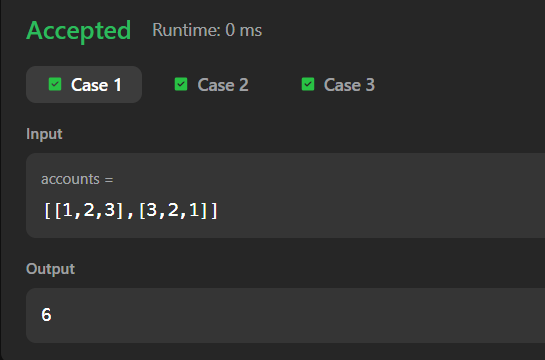 Accepted Runtime: 0 ms
Case 1 Case 2 Case 3
Input
accounts =
[[1,2,3],[3,2,1]]
Output
6